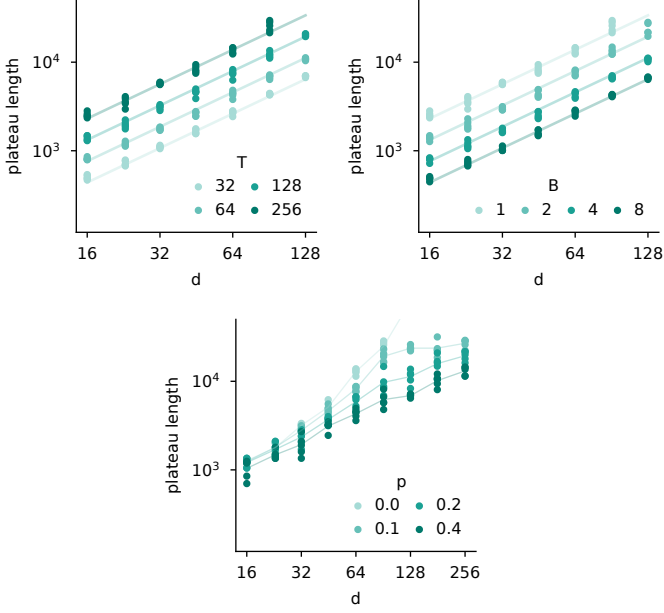 plateau length
10^4
10^3
T
32 128
64 256
16 32 64 128
d
plateau length
10^4
10^3
B
1 2 4 8
16 32 64 128
d
plateau length
10^4
10^3
p
0.0 0.2
0.1 0.4
16 32 64 128 256
d